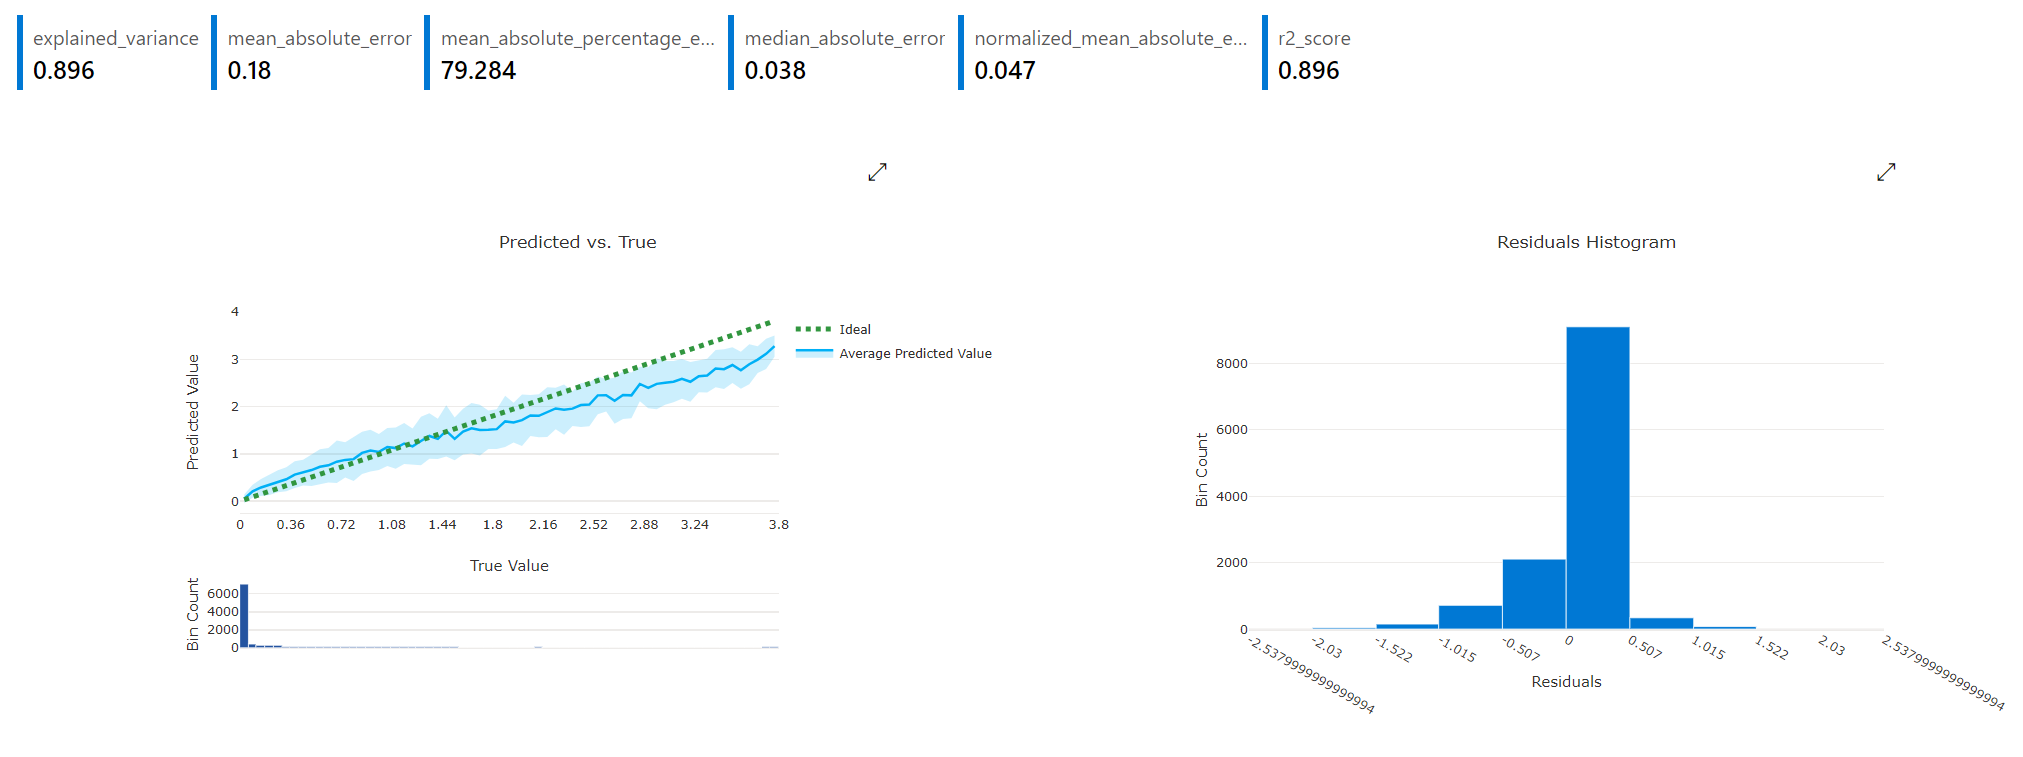 explained_variance mean_absolute_error mean_absolute_percentage_e... median_absolute_error normalized_mean_absolute_e... r2_score
0.896 0.18 79.284 0.038 0.047 0.896
Predicted vs. True
4
3
2
1
0
Predicted Value
0 0.36 0.72 1.08 1.44 1.8 2.16 2.52 2.88 3.24 3.8
Ideal
Average Predicted Value
True Value
6000
4000
2000
0
Bin Count
Residuals Histogram
8000
6000
4000
2000
0
Bin Count
-2.5379999999999994 -2.03 -1.522 -1.015 -0.507 0 0.507 1.015 1.522 2.03 2.5379999999999994
Residuals